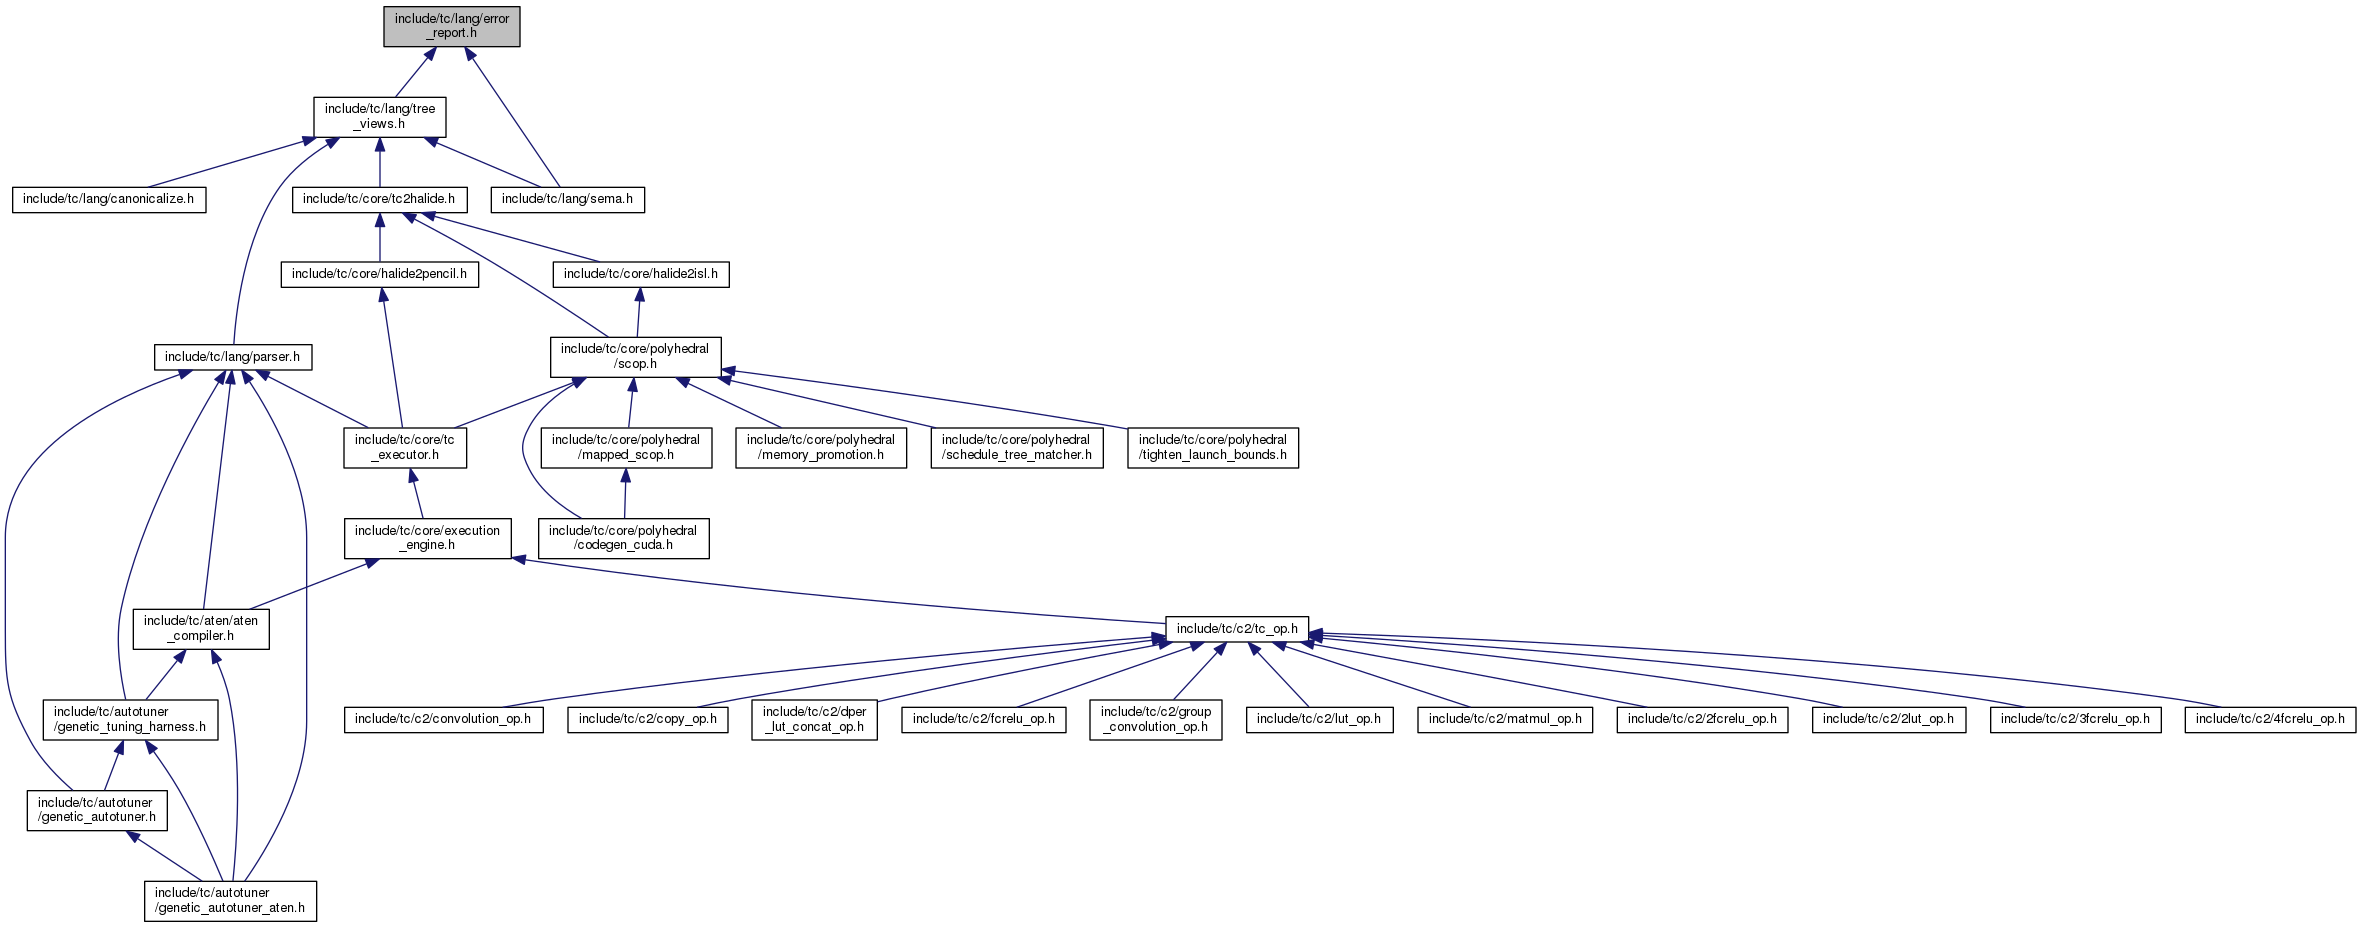 include/tc/lang/error
_report.h
include/tc/lang/tree
_views.h
include/tc/lang/canonicalize.h
include/tc/core/tc2halide.h
include/tc/lang/sema.h
include/tc/core/halide2pencil.h
include/tc/core/halide2isl.h
include/tc/lang/parser.h
include/tc/core/polyhedral
/scop.h
include/tc/core/tc
_executor.h
include/tc/core/polyhedral
/mapped_scop.h
include/tc/core/polyhedral
/memory_promotion.h
include/tc/core/polyhedral
/schedule_tree_matcher.h
include/tc/core/polyhedral
/tighten_launch_bounds.h
include/tc/core/execution
_engine.h
include/tc/core/polyhedral
/codegen_cuda.h
include/tc/aten/aten
_compiler.h
include/tc/c2/tc_op.h
include/tc/autotuner
/genetic_tuning_harness.h
include/tc/c2/convolution_op.h
include/tc/c2/copy_op.h
include/tc/c2/dper
_lut_concat_op.h
include/tc/c2/fcrelu_op.h
include/tc/c2/group
_convolution_op.h
include/tc/c2/lut_op.h
include/tc/c2/matmul_op.h
include/tc/c2/2fcrelu_op.h
include/tc/c2/2lut_op.h
include/tc/c2/3fcrelu_op.h
include/tc/c2/4fcrelu_op.h
include/tc/autotuner
/genetic_autotuner.h
include/tc/autotuner
/genetic_autotuner_aten.h